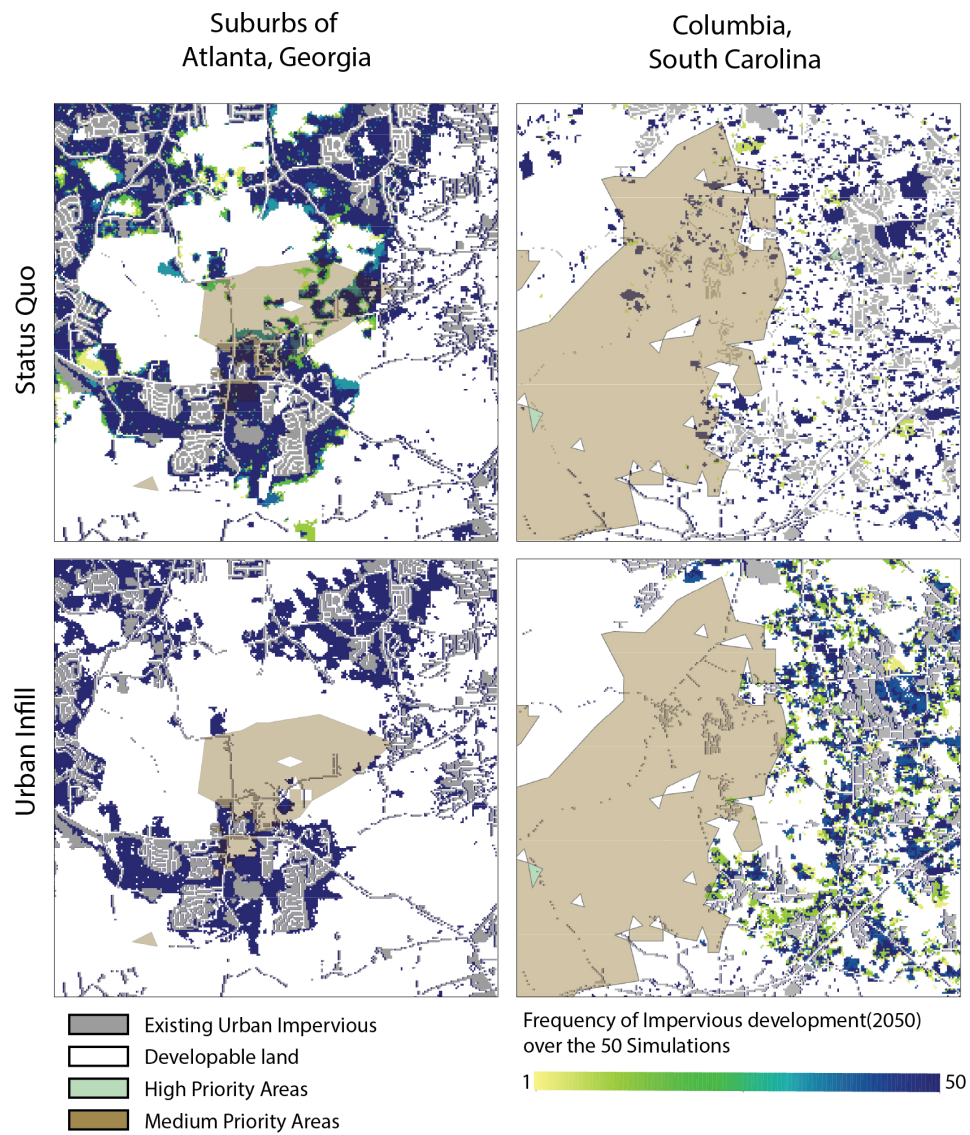 Suburbs of
Atlanta, Georgia
Columbia,
South Carolina
Status Quo
Urban Infill
Existing Urban Impervious
Developable land
High Priority Areas
Medium Priority Areas
Frequency of Impervious development(2050)
over the 50 Simulations
1
50